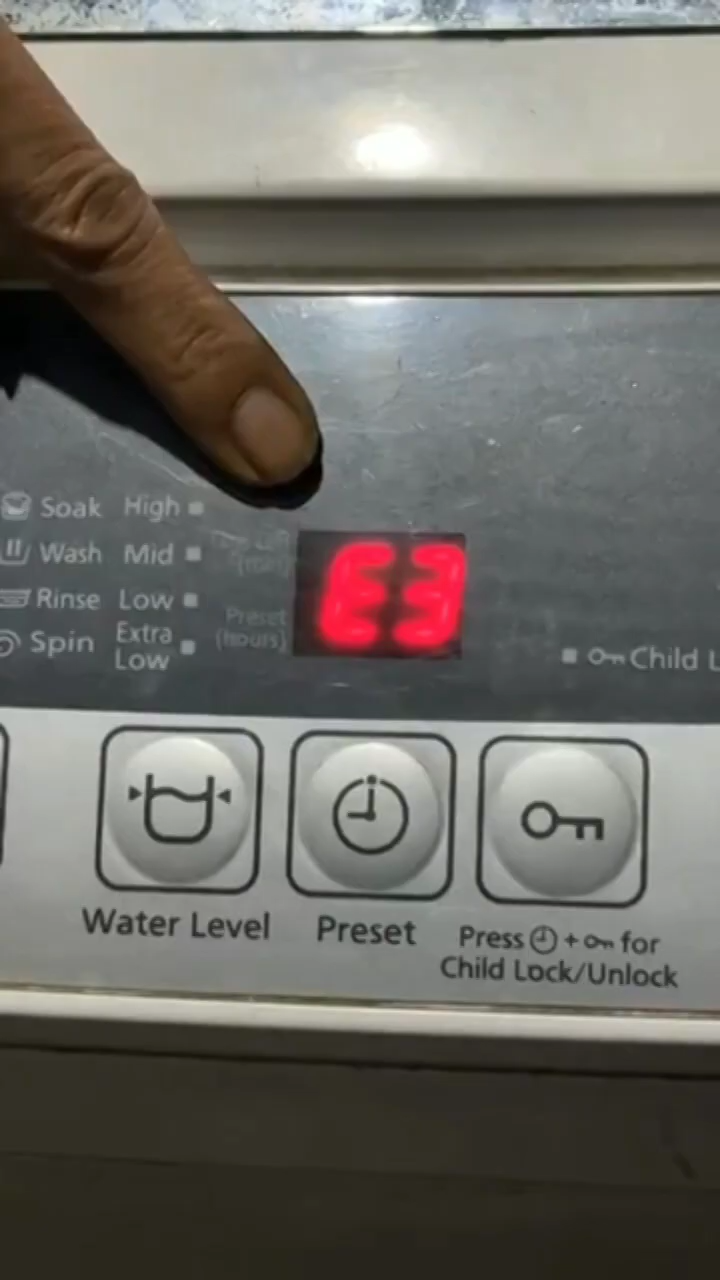 Soak High
Wash Mid
Rinse Low
Spin Extra Low
Preset
(hours)
E3
Child L
Water Level
Preset
Press + for
Child Lock/Unlock